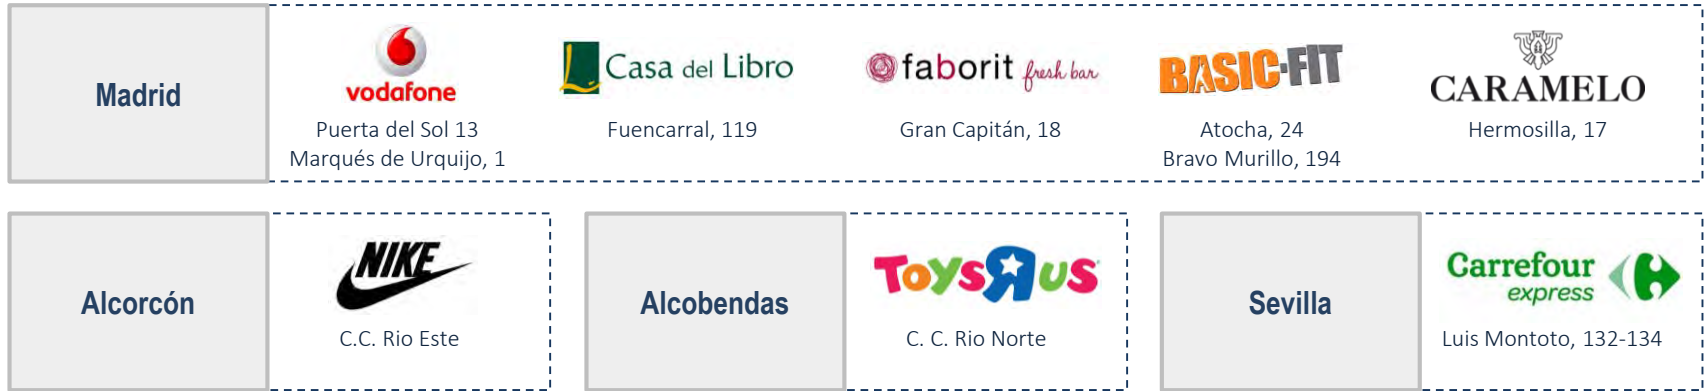 Madrid
vodafone
Puerta del Sol 13
Marqués de Urquijo, 1
Casa del Libro
Fuencarral, 119
faborit fresh bar
Gran Capitán, 18
BASIC-FIT
Atocha, 24
Bravo Murillo, 194
CARAMELO
Hermosilla, 17
Alcorcón
NIKE
C.C. Rio Este
Alcobendas
TOYSRUS
C. C. Rio Norte
Sevilla
Carrefour
express
Luis Montoto, 132-134